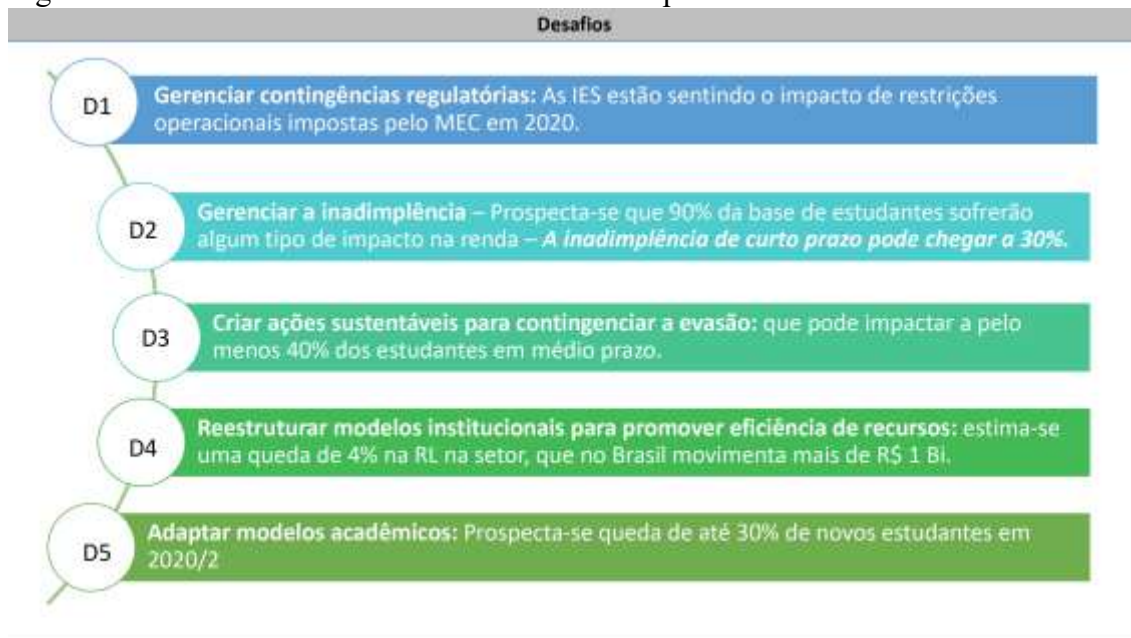 Desafios
D1
Gerenciar contingências regulatórias: As IES estão sentindo o impacto de restrições
operacionais impostas pelo MEC em 2020.
D2
Gerenciar a inadimplência – Prospecta-se que 90% da base de estudantes sofrerão
algum tipo de impacto na renda – A inadimplência de curto prazo pode chegar a 30%.
D3
Criar ações sustentáveis para contingenciar a evasão: que pode impactar a pelo
menos 40% dos estudantes em médio prazo.
D4
Reestruturar modelos institucionais para promover eficiência de recursos: estima-se
uma queda de 4% na RL na setor, que no Brasil movimenta mais de R$ 1 Bi.
D5
Adaptar modelos acadêmicos: Prospecta-se queda de até 30% de novos estudantes em
2020/2